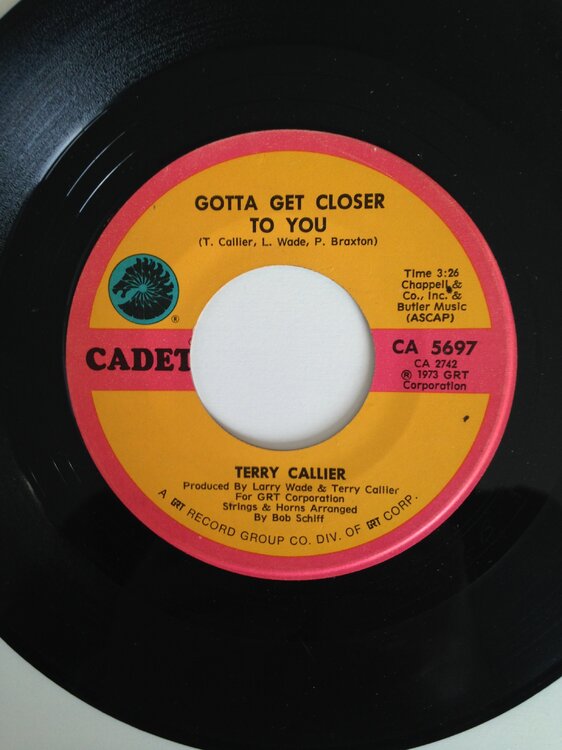 GOTTA GET CLOSER
TO YOU
(T. Callier, L. Wade, P. Braxton)
Time 3:26
Chappell &
Co., Inc. &
Butler Music
(ASCAP)
®
CADET
CA 5697
CA 2742
℗ 1973 GRT
Corporation
TERRY CALLIER
Produced By Larry Wade & Terry Callier
For GRT Corporation
Strings & Horns Arranged
By Bob Schiff
A GRT RECORD GROUP CO. DIV. OF GRT CORP.